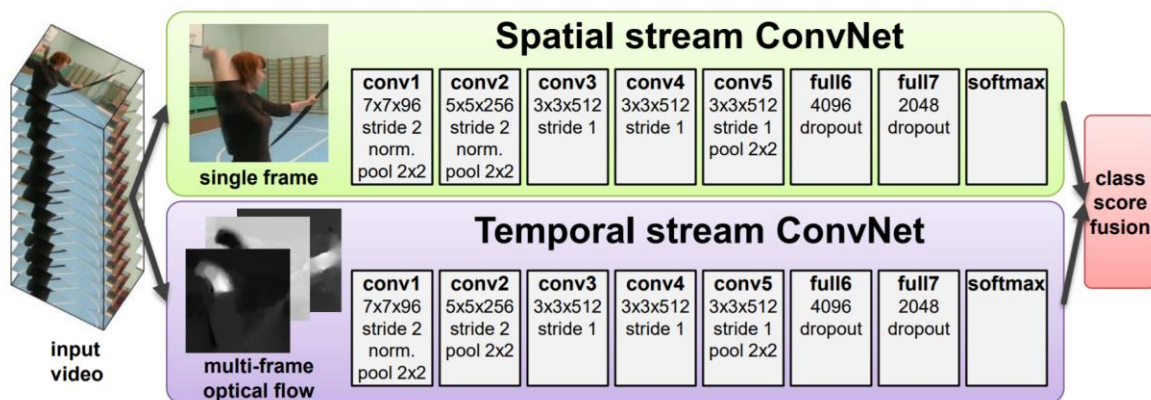 Spatial stream ConvNet
conv1
7x7x96
stride 2
norm.
pool 2x2
conv2
5x5x256
stride 2
norm.
pool 2x2
conv3
3x3x512
stride 1
conv4
3x3x512
stride 1
conv5
3x3x512
stride 1
pool 2x2
full6
4096
dropout
full7
2048
dropout
softmax
single frame
Temporal stream ConvNet
conv1
7x7x96
stride 2
norm.
pool 2x2
conv2
5x5x256
stride 2
pool 2x2
conv3
3x3x512
stride 1
conv4
3x3x512
stride 1
conv5
3x3x512
stride 1
pool 2x2
full6
4096
dropout
full7
2048
dropout
softmax
multi-frame
optical flow
input
video
class
score
fusion